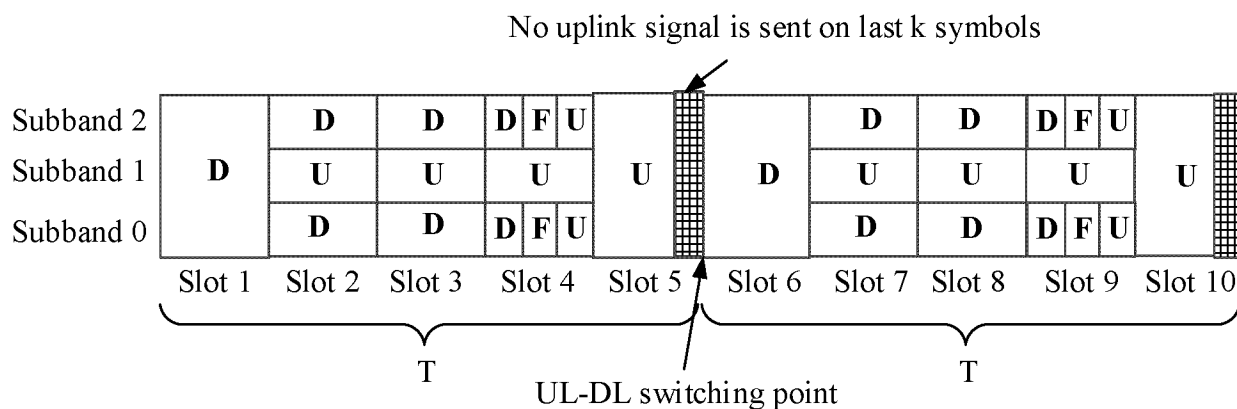 No uplink signal is sent on last k symbols
Subband 2 D D D F U D D D F U
Subband 1 D U U U U D U U U U
Subband 0 D D D F U D D D F U
Slot 1 Slot 2 Slot 3 Slot 4 Slot 5 Slot 6 Slot 7 Slot 8 Slot 9 Slot 10
T T
UL-DL switching point